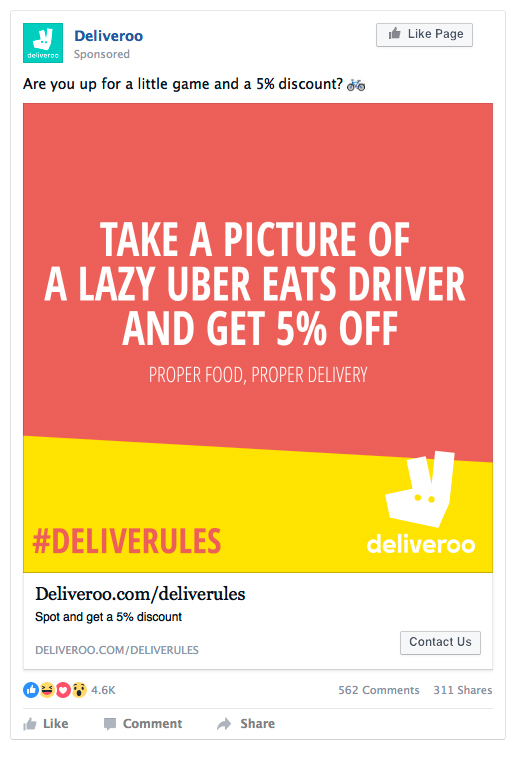 Deliveroo
Sponsored
Like Page
deliveroo
Are you up for a little game and a 5% discount? 🚲
TAKE A PICTURE OF
A LAZY UBER EATS DRIVER
AND GET 5% OFF
PROPER FOOD, PROPER DELIVERY
#DELIVERULES
deliveroo
Deliveroo.com/deliverules
Spot and get a 5% discount
DELIVEROO.COM/DELIVERULES
Contact Us
4.6K
562 Comments 311 Shares
Like Comment Share